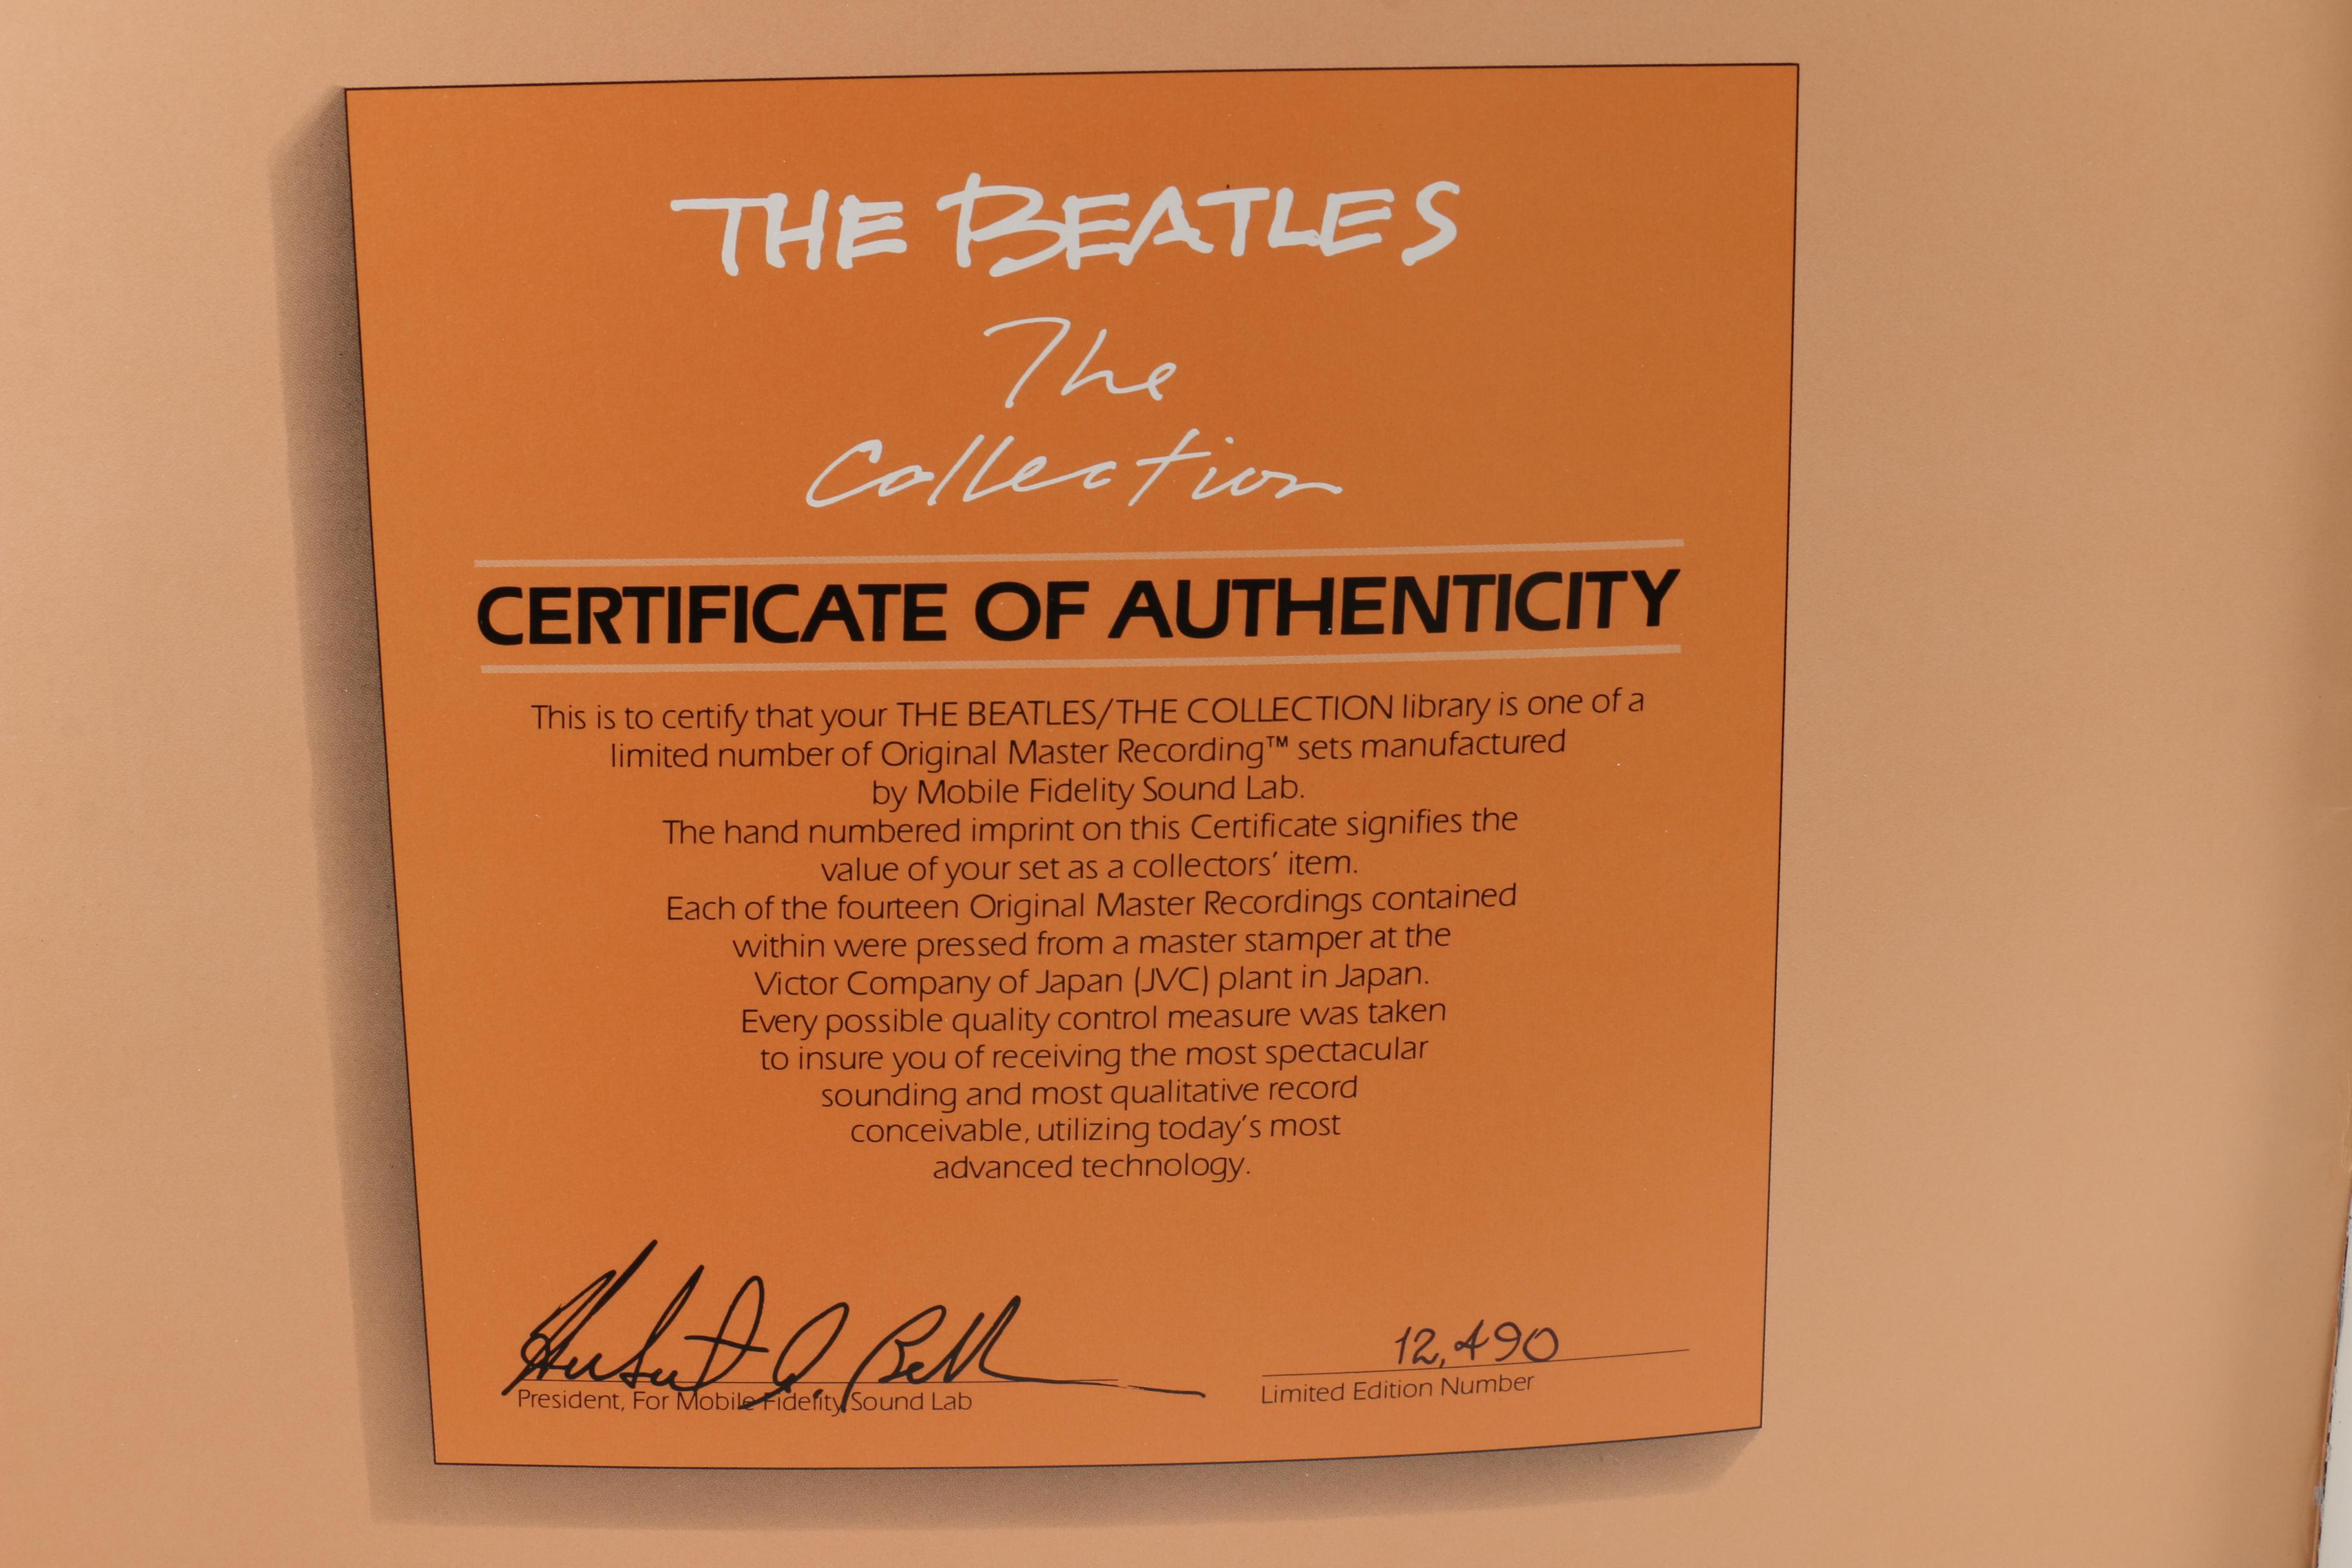 THE BEATLES
The
Collection
CERTIFICATE OF AUTHENTICITY
This is to certify that your THE BEATLES/THE COLLECTION library is one of a
limited number of Original Master Recording™ sets manufactured
by Mobile Fidelity Sound Lab.
The hand numbered imprint on this Certificate signifies the
value of your set as a collectors' item.
Each of the fourteen Original Master Recordings contained
within were pressed from a master stamper at the
Victor Company of Japan (JVC) plant in Japan.
Every possible quality control measure was taken
to insure you of receiving the most spectacular
sounding and most qualitative record
conceivable, utilizing today's most
advanced technology.
Herbert A. Belk
12,490
President, For Mobile Fidelity Sound Lab
Limited Edition Number